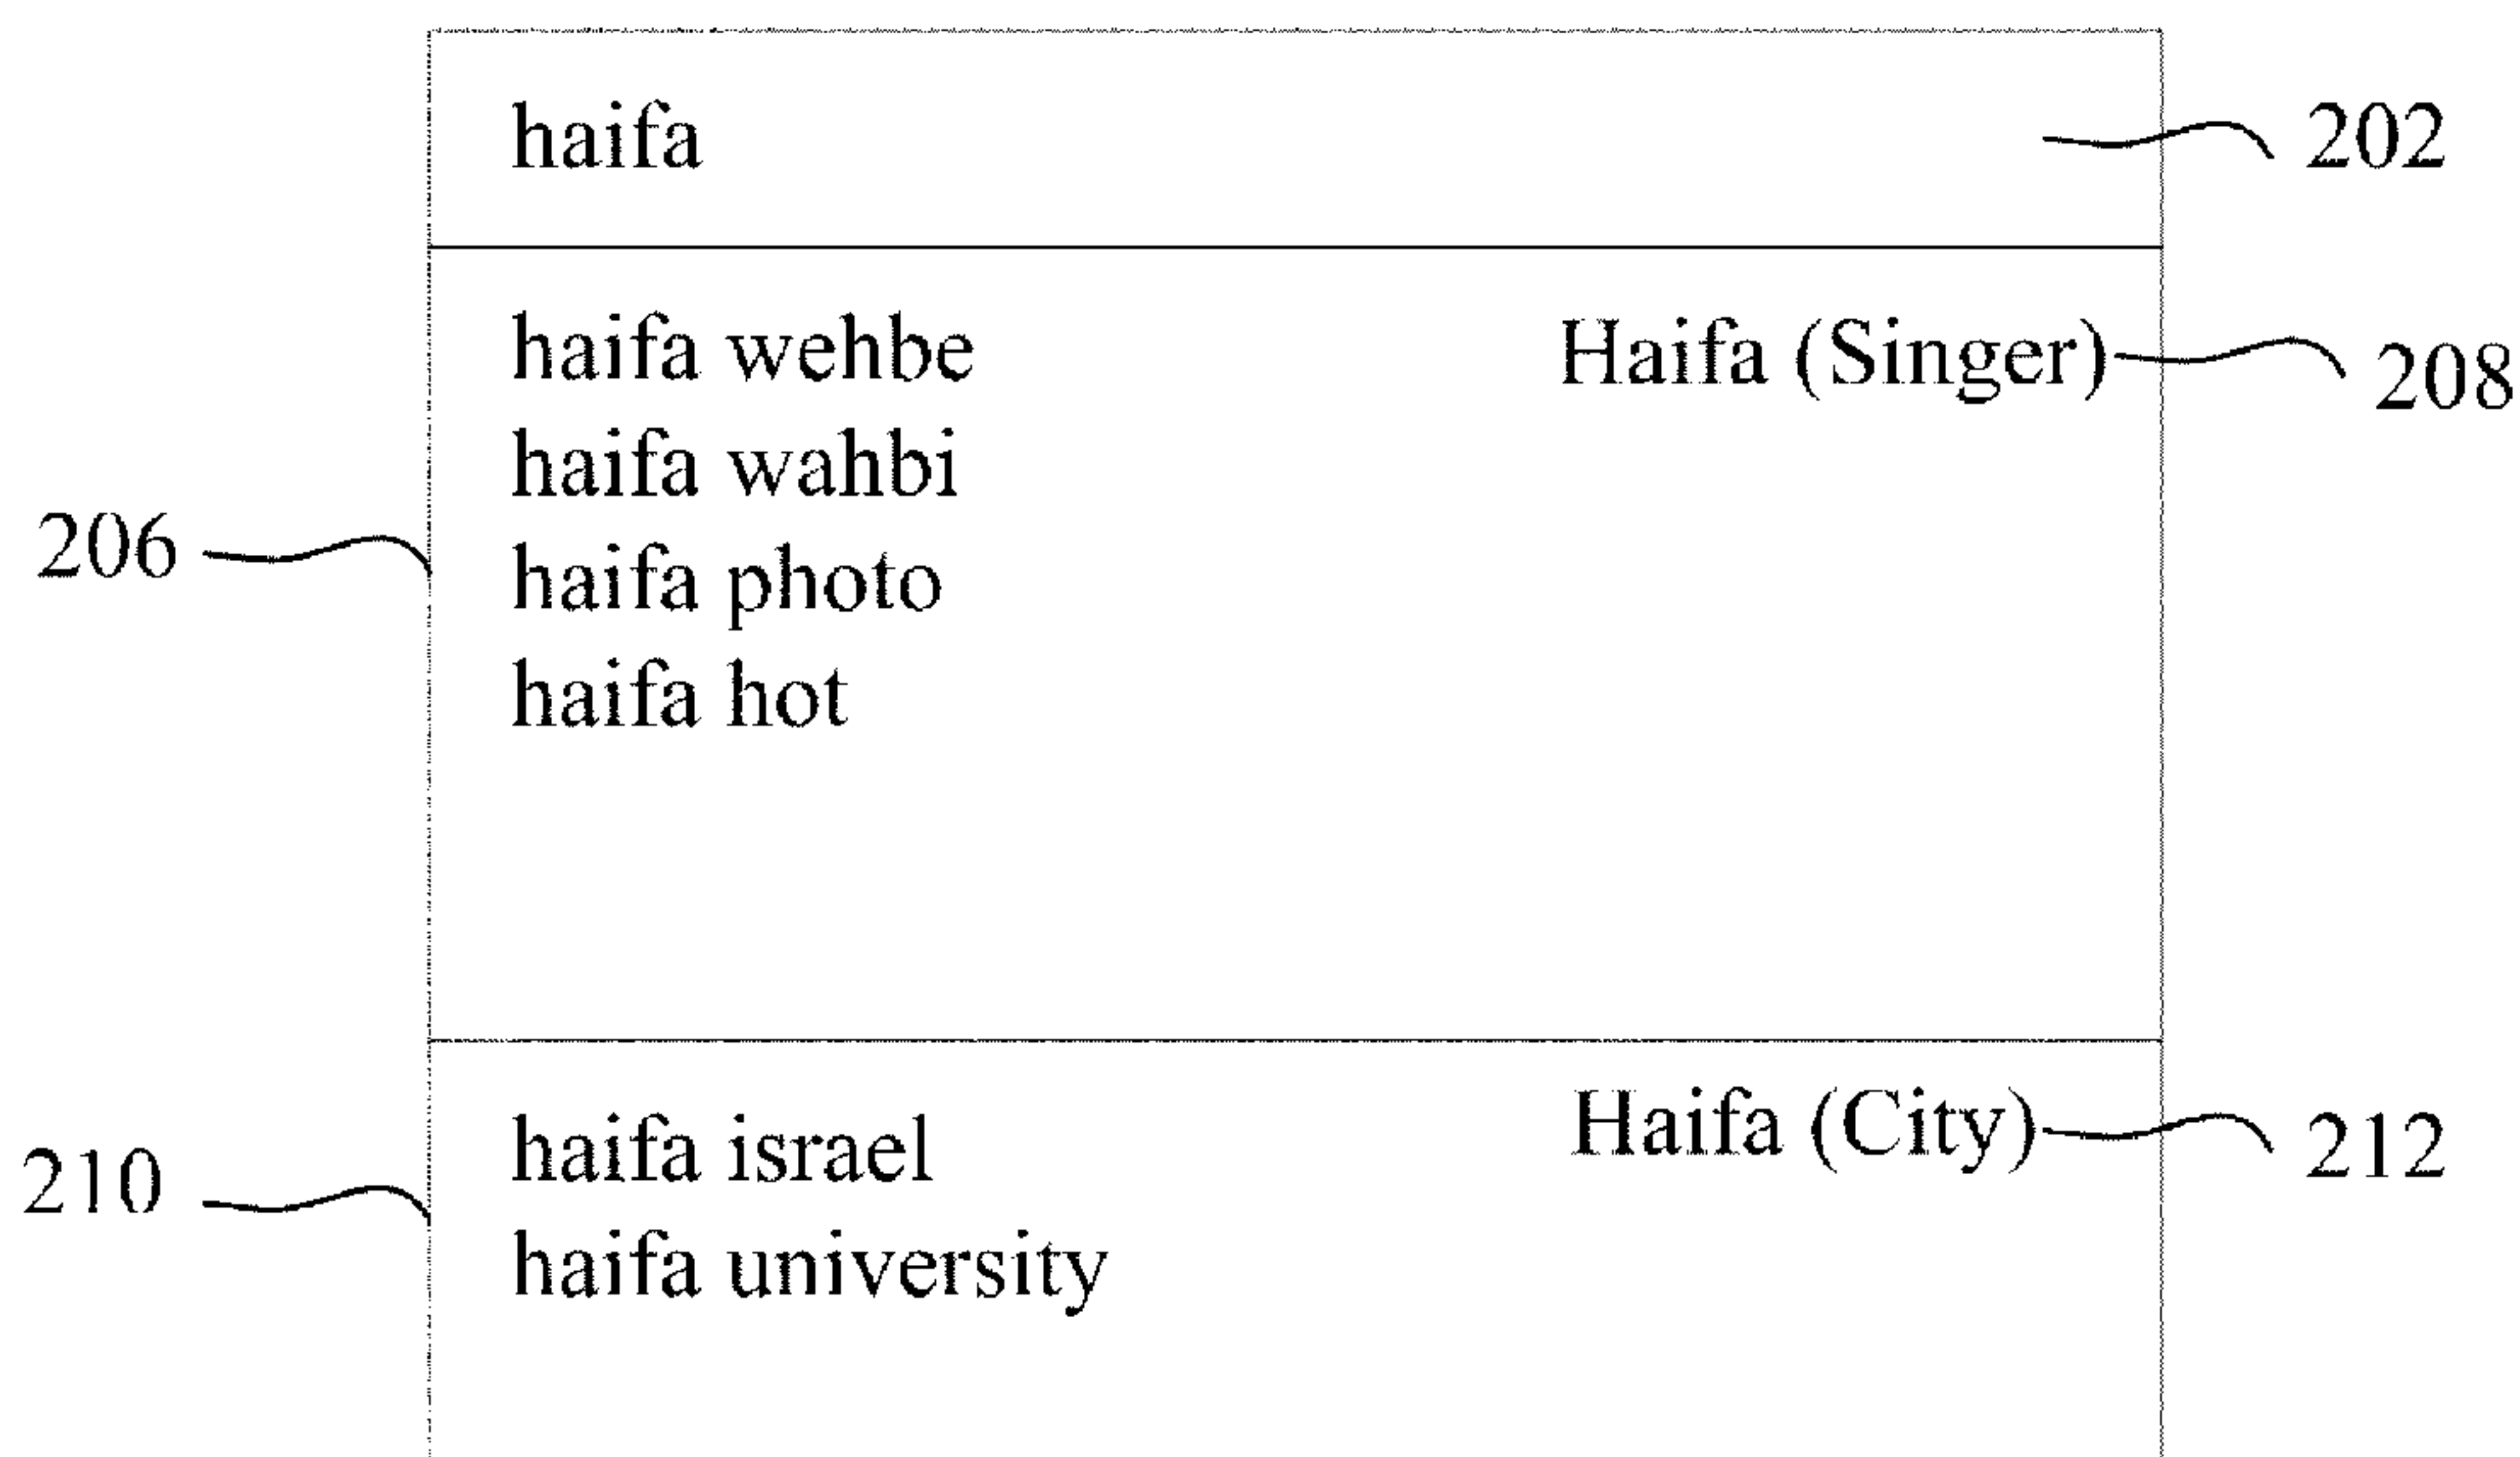 haifa 202
haifa wehbe Haifa (Singer) 208
haifa wahbi
206 haifa photo
haifa hot
haifa israel Haifa (City) 212
210 haifa university